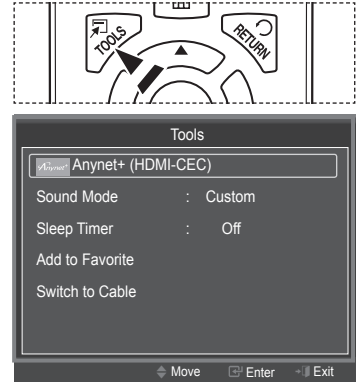 TOOLS
RETURN
Tools
Anynet+ Anynet+ (HDMI-CEC)
Sound Mode : Custom
Sleep Timer : Off
Add to Favorite
Switch to Cable
Move Enter Exit